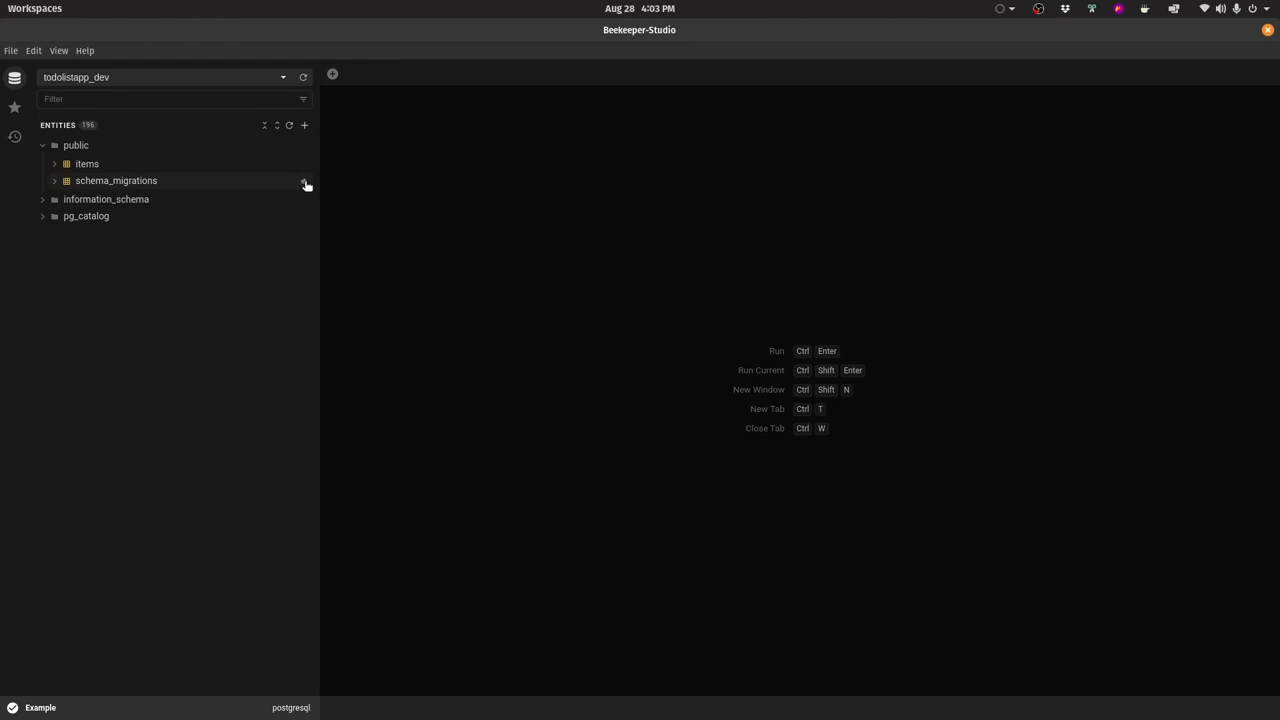 Workspaces
Aug 28 4:03 PM
Beekeeper-Studio
File Edit View Help
todolistapp_dev
Filter
ENTITIES 196
public
items
schema_migrations
information_schema
pg_catalog
Run Ctrl Enter
Run Current Ctrl Shift Enter
New Window Ctrl Shift N
New Tab Ctrl T
Close Tab Ctrl W
Example postgresql